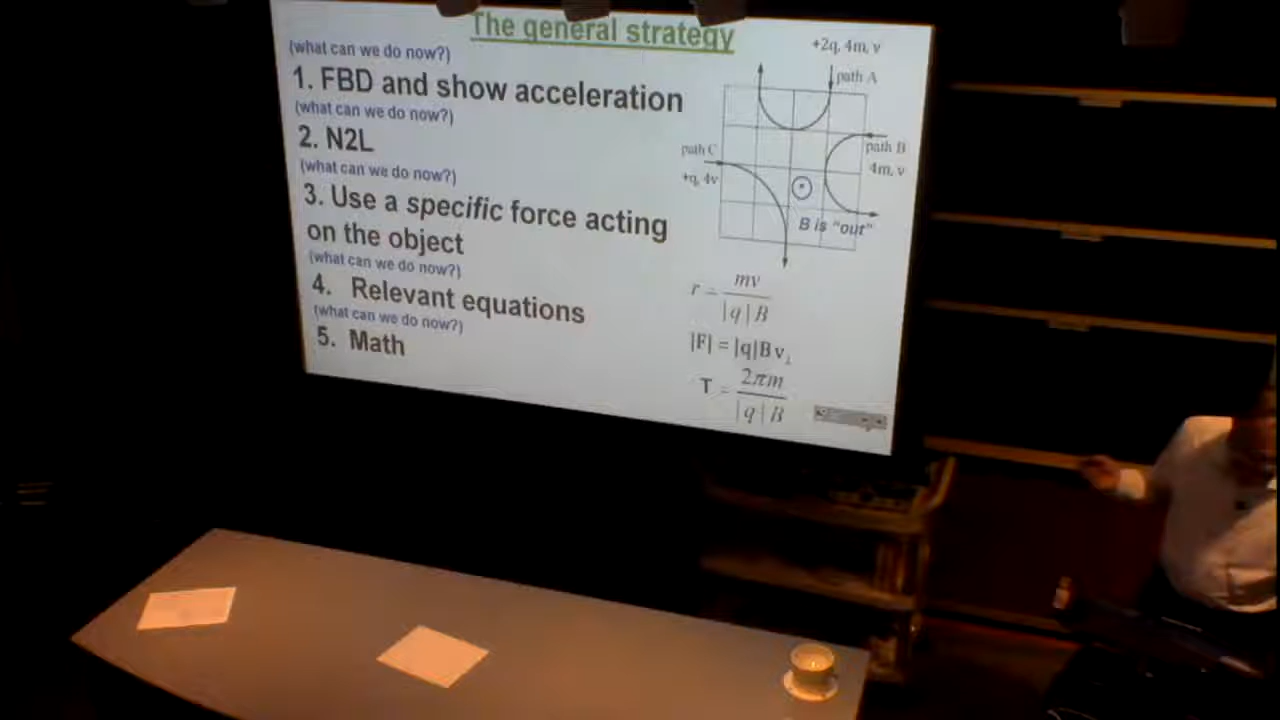 The general strategy
(what can we do now?)
1. FBD and show acceleration
(what can we do now?)
2. N2L
(what can we do now?)
3. Use a specific force acting
on the object
(what can we do now?)
4. Relevant equations
(what can we do now?)
5. Math
+2q, 4m, v
path A
path B
4m, v
path C
+q, 4v
B is "out"
r = mv / |q|B
|F| = |q|Bv⊥
T = 2πm / |q|B